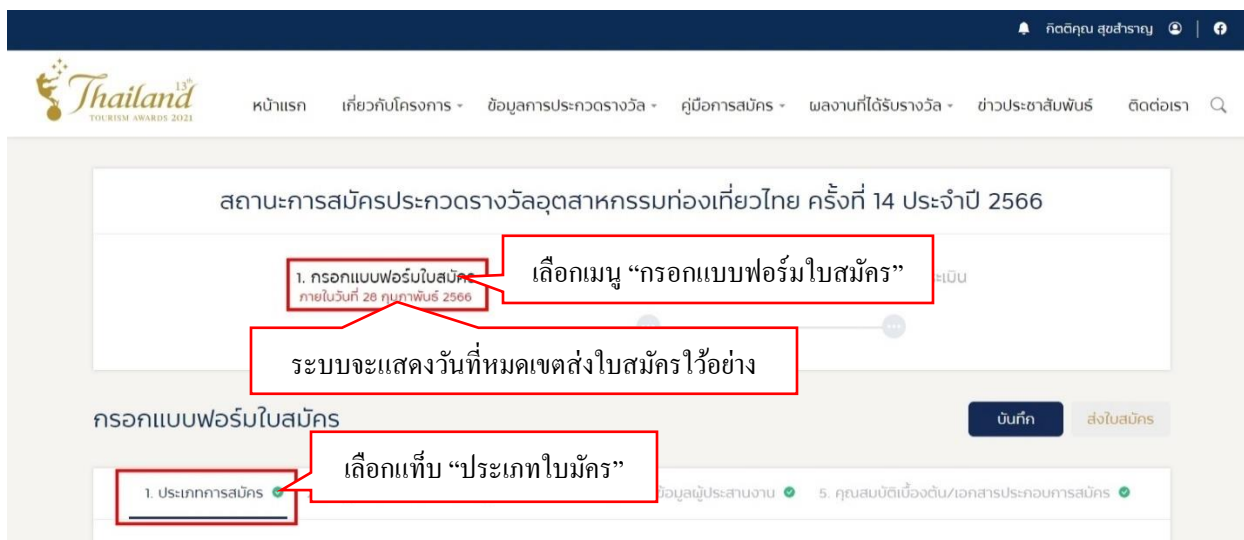 กิตติคุณ สุขสำราญ
Thailand 13th
TOURISM AWARDS 2021
หน้าแรก เกี่ยวกับโครงการ ข้อมูลการประกวดรางวัล คู่มือการสมัคร ผลงานที่ได้รับรางวัล ข่าวประชาสัมพันธ์ ติดต่อเรา
สถานะการสมัครประกวดรางวัลอุตสาหกรรมท่องเที่ยวไทย ครั้งที่ 14 ประจำปี 2566
1. กรอกแบบฟอร์มใบสมัคร
ภายในวันที่ 28 กุมภาพันธ์ 2566
เลือกเมนู “กรอกแบบฟอร์มใบสมัคร”
ระบบจะแสดงวันที่หมดเขตส่งใบสมัครใว้อย่าง
กรอกแบบฟอร์มใบสมัคร
บันทึก ส่งใบสมัคร
เลือกแท็บ “ประเภทใบมัคร”
1. ประเภทการสมัคร ข้อมูลผู้ประสานงาน 5. คุณสมบัติเบื้องต้น/เอกสารประกอบการสมัคร